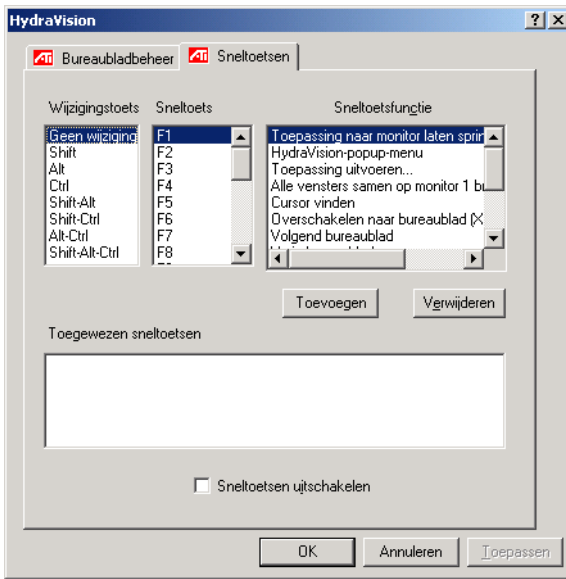 HydraVision
ATI Bureaubladbeheer ATI Sneltoetsen
Wijzigingstoets Sneltoets Sneltoetsfunctie
Geen wijziging
Shift
Alt
Ctrl
Shift-Alt
Shift-Ctrl
Alt-Ctrl
Shift-Alt-Ctrl
F1
F2
F3
F4
F5
F6
F7
F8
Toepassing naar monitor laten sprin
HydraVision-popup-menu
Toepassing uitvoeren...
Alle vensters samen op monitor 1 b
Cursor vinden
Overschakelen naar bureaublad (X
Volgend bureaublad
Toevoegen Verwijderen
Toegewezen sneltoetsen
Sneltoetsen uitschakelen
OK Annuleren Toepassen